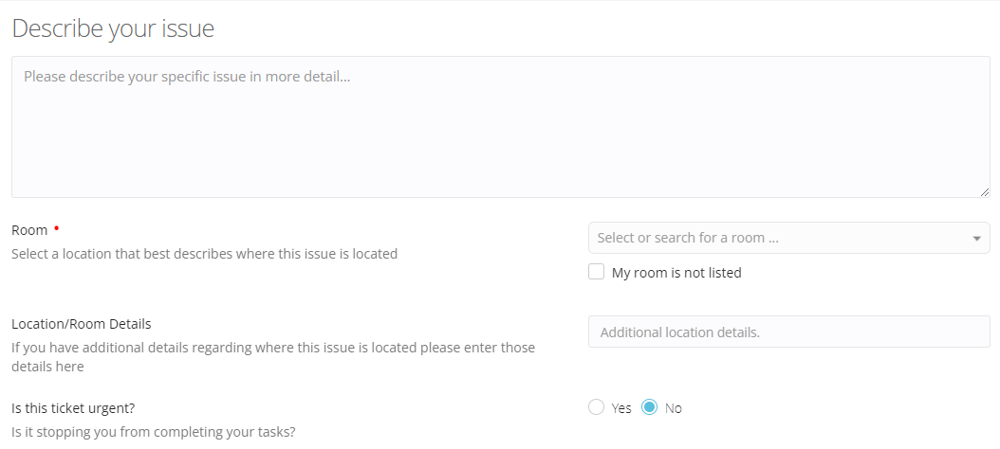 Describe your issue
Please describe your specific issue in more detail...
Room •
Select or search for a room ...
Select a location that best describes where this issue is located
My room is not listed
Location/Room Details
Additional location details.
If you have additional details regarding where this issue is located please enter those
details here
Is this ticket urgent?
Yes No
Is it stopping you from completing your tasks?